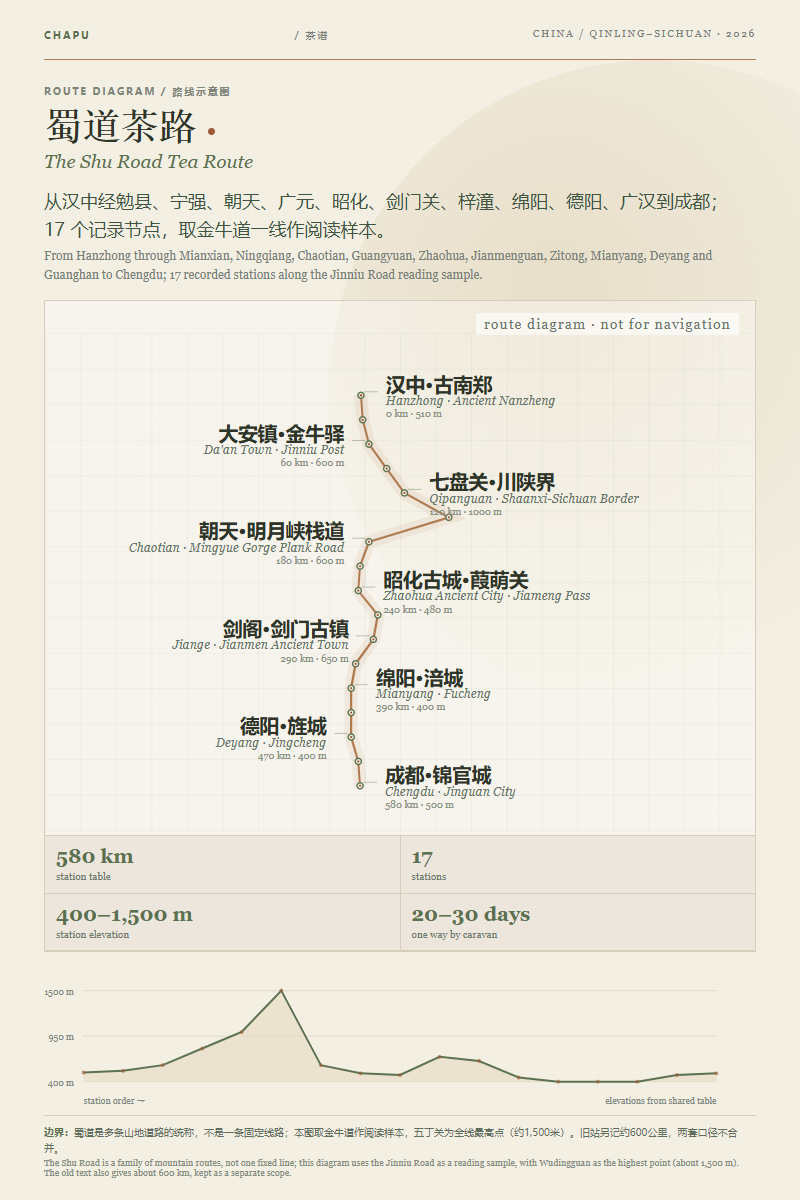 CHAPU / 茶谱 CHINA / QINLING–SICHUAN · 2026
ROUTE DIAGRAM / 路线示意图
蜀道茶路
The Shu Road Tea Route
从汉中经勉县、宁强、朝天、广元、昭化、剑门关、梓潼、绵阳、德阳、广汉到成都；
17 个记录节点，取金牛道一线作阅读样本。
From Hanzhong through Mianxian, Ningqiang, Chaotian, Guangyuan, Zhaohua, Jianmenguan, Zitong, Mianyang, Deyang and
Guanghan to Chengdu; 17 recorded stations along the Jinniu Road reading sample.
route diagram · not for navigation
汉中·古南郑
Hanzhong · Ancient Nanzheng
0 km · 510 m
大安镇·金牛驿
Da'an Town · Jinniu Post
60 km · 600 m
七盘关·川陕界
Qipanguan · Shaanxi-Sichuan Border
120 km · 1000 m
朝天·明月峡栈道
Chaotian · Mingyue Gorge Plank Road
180 km · 600 m
昭化古城·葭萌关
Zhaohua Ancient City · Jiameng Pass
240 km · 480 m
剑阁·剑门古镇
Jiange · Jianmen Ancient Town
290 km · 650 m
绵阳·涪城
Mianyang · Fucheng
390 km · 400 m
德阳·旌城
Deyang · Jingcheng
470 km · 400 m
成都·锦官城
Chengdu · Jinguan City
580 km · 500 m
580 km
station table
17
stations
400–1,500 m
station elevation
20–30 days
one way by caravan
1500 m
950 m
400 m
station order →
elevations from shared table
边界：蜀道是多条山地道路的统称，不是一条固定线路；本图取金牛道作阅读样本，五丁关为全线最高点（约1,500米）。旧站另记约600公里，两套口径不合
并。
The Shu Road is a family of mountain routes, not one fixed line; this diagram uses the Jinniu Road as a reading sample, with Wudingguan as the highest point (about 1,500 m).
The old text also gives about 600 km, kept as a separate scope.